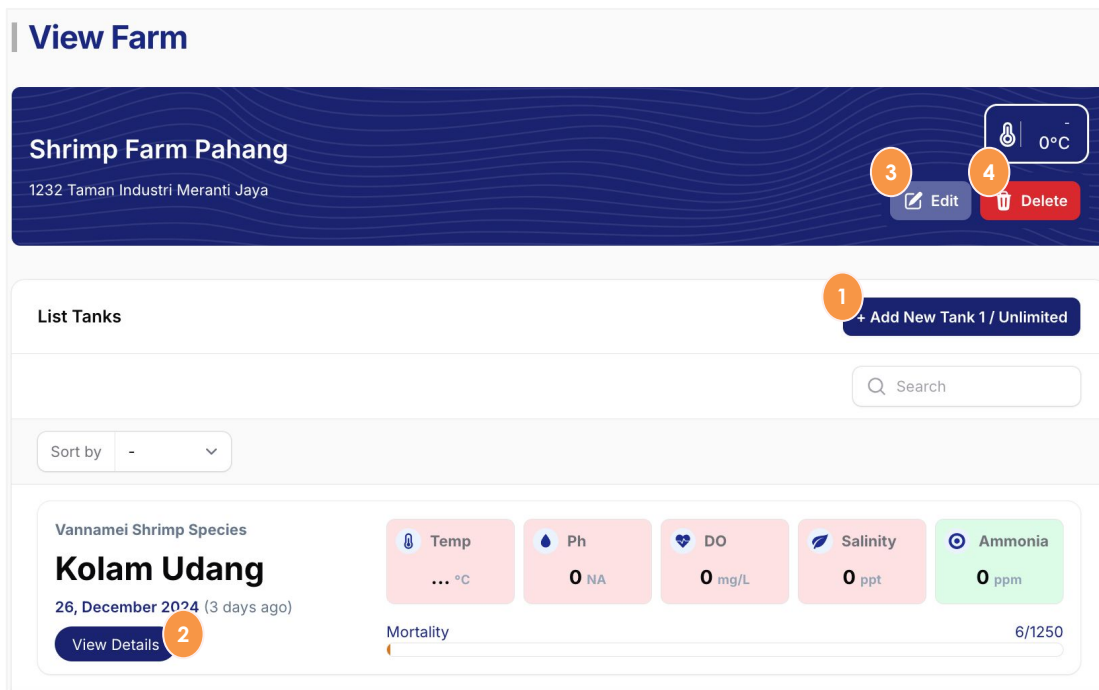 View Farm
Shrimp Farm Pahang
1232 Taman Industri Meranti Jaya
-
0°C
3
Edit
4
Delete
List Tanks
1
+ Add New Tank 1 / Unlimited
Search
Sort by -
Vannamei Shrimp Species
Kolam Udang
26, December 2024 (3 days ago)
View Details
2
Temp
... °C
Ph
0 NA
DO
0 mg/L
Salinity
0 ppt
Ammonia
0 ppm
Mortality 6/1250